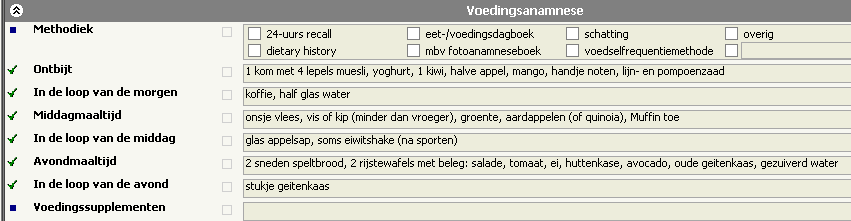 Voedingsanamnese
Methodiek 24-uurs recall eet-/voedingsdagboek schatting overig
dietary history mbv fotoanamneseboek voedselfrequentiemethode
Ontbijt 1 kom met 4 lepels muesli, yoghurt, 1 kiwi, halve appel, mango, handje noten, lijn- en pompoenzaad
In de loop van de morgen koffie, half glas water
Middagmaaltijd onsje vlees, vis of kip (minder dan vroeger), groente, aardappelen (of quinoia), Muffin toe
In de loop van de middag glas appelsap, soms eiwitshake (na sporten)
Avondmaaltijd 2 sneden speltbrood, 2 rijstewafels met beleg: salade, tomaat, ei, huttenkase, avocado, oude geitenkaas, gezuiverd water
In de loop van de avond stukje geitenkaas
Voedingssupplementen